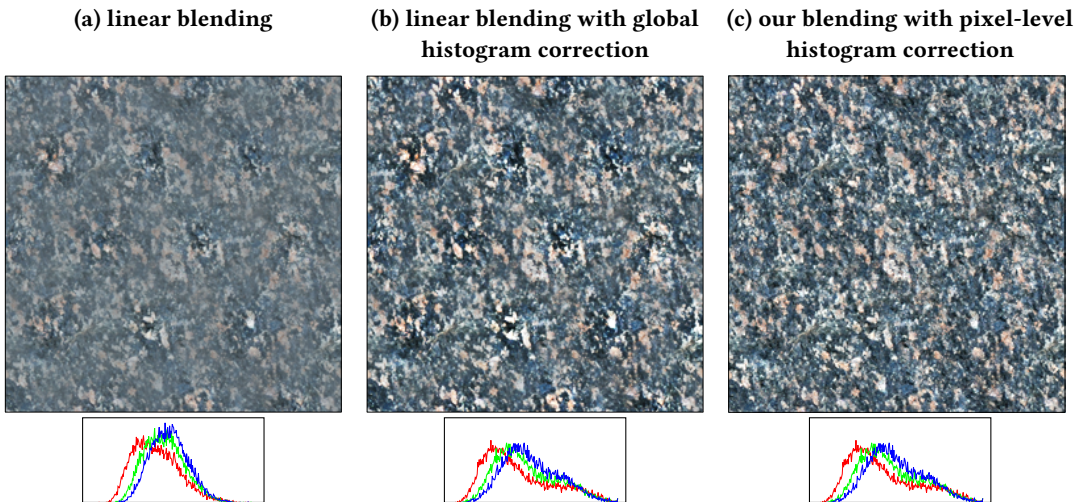 (a) linear blending
(b) linear blending with global
histogram correction
(c) our blending with pixel-level
histogram correction